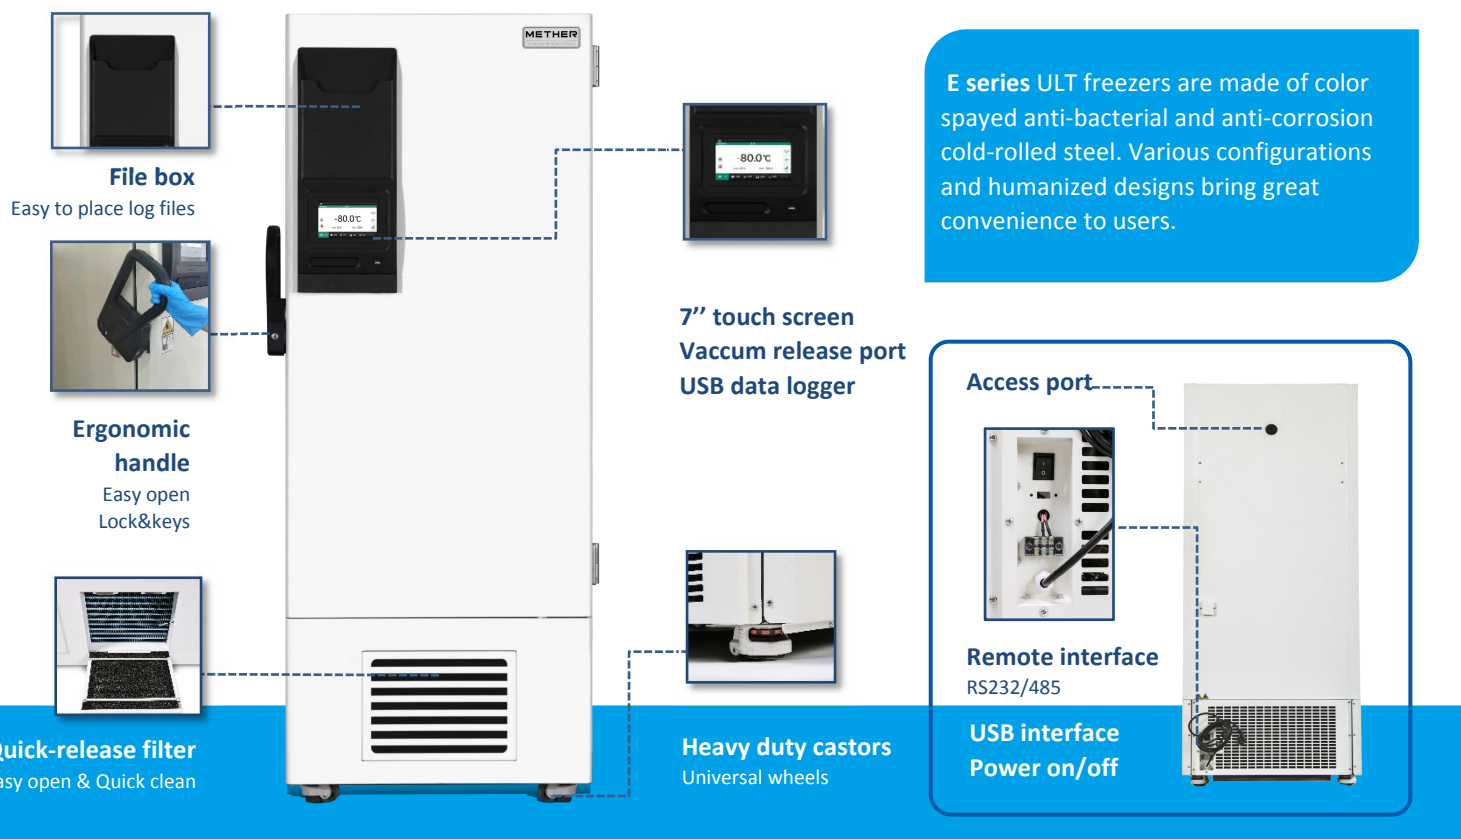 METHER
File box
Easy to place log files
Ergonomic
handle
Easy open
Lock&keys
Quick-release filter
asy open & Quick clean
-80.0℃
-80.0℃
7’’ touch screen
Vaccum release port
USB data logger
Heavy duty castors
Universal wheels
E series ULT freezers are made of color
spayed anti-bacterial and anti-corrosion
cold-rolled steel. Various configurations
and humanized designs bring great
convenience to users.
Access port
Remote interface
RS232/485
USB interface
Power on/off